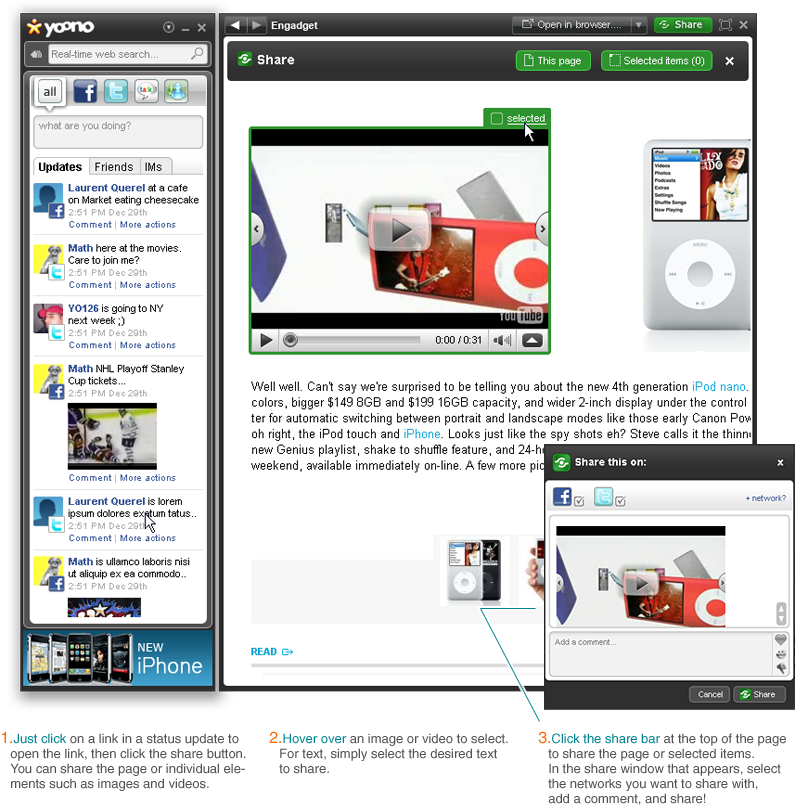 yoono
Real-time web search...
all
what are you doing?
Updates Friends IMs
Laurent Querel at a cafe
on Market eating cheesecake
2:51 PM Dec 29th
Comment | More actions
Math here at the movies.
Care to join me?
2:51 PM Dec 29th
Comment | More actions
YO126 is going to NY
next week ;)
2:51 PM Dec 29th
Comment | More actions
Math NHL Playoff Stanley
Cup tickets...
2:51 PM Dec 29th
Comment | More actions
Laurent Querel is lorem
ipsum dolores exatum tatus..
2:51 PM Dec 29th
Comment | More actions
Math is ullamco laboris nisi
ut aliquip ex ea commodo..
2:51 PM Dec 29th
NEW
iPhone
Engadget Open in browser.... Share
Share This page Selected items (0)
selected
YouTube
0:00 / 0:31
iPod
Music
Videos
Photos
Podcasts
Extras
Settings
Shuffle Songs
Now Playing
MENU
Well well. Can't say we're surprised to be telling you about the new 4th generation iPod nano.
colors, bigger $149 8GB and $199 16GB capacity, and wider 2-inch display under the control
ter for automatic switching between portrait and landscape modes like those early Canon Pow
oh right, the iPod touch and iPhone. Looks just like the spy shots eh? Steve calls it the thinn
new Genius playlist, shake to shuffle feature, and 24-h
weekend, available immediately on-line. A few more pic
READ
Share this on:
+ network?
Add a comment...
Cancel Share
1.Just click on a link in a status update to
open the link, then click the share button.
You can share the page or individual ele-
ments such as images and videos.
2.Hover over an image or video to select.
For text, simply select the desired text
to share.
3.Click the share bar at the top of the page
to share the page or selected items.
In the share window that appears, select
the networks you want to share with,
add a comment, and share!